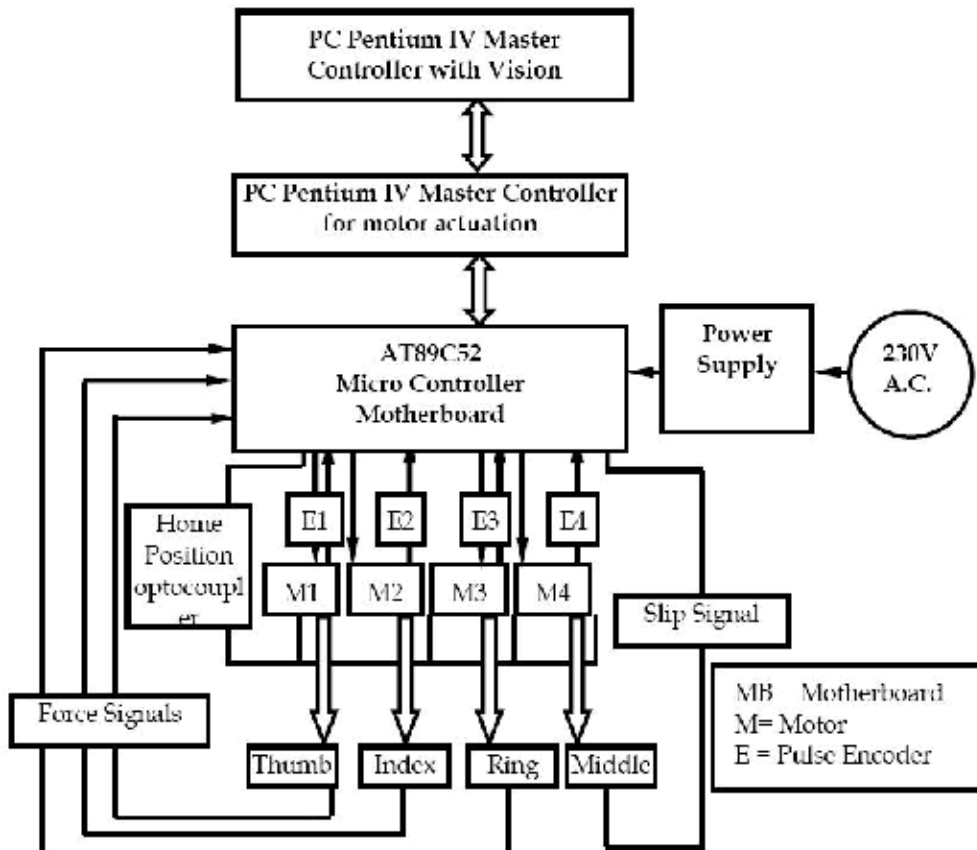 PC Pentium IV Master
Controller with Vision
PC Pentium IV Master Controller
for motor actuation
AT89C52
Micro Controller
Motherboard
Power
Supply
230V
A.C.
Home
Position
optocoupl
er
E1
E2
E3
E4
M1
M2
M3
M4
Slip Signal
Force Signals
MB Motherboard
M= Motor
E = Pulse Encoder
Thumb
Index
Ring
Middle